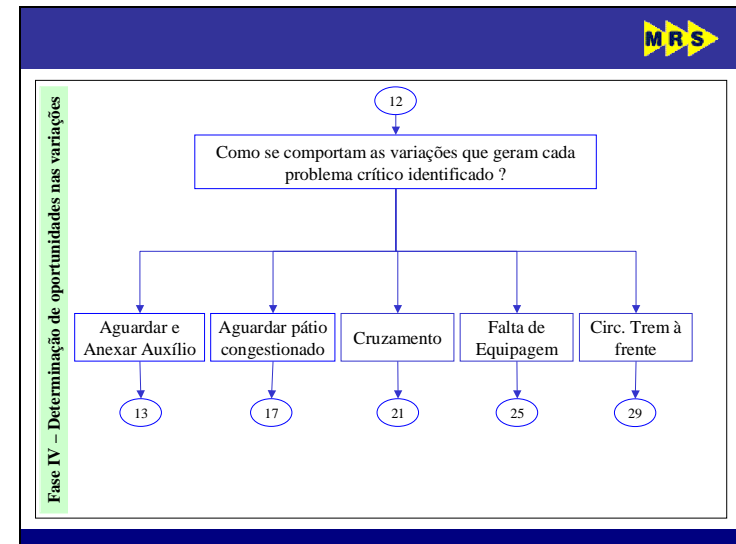 MRS
Fase IV – Determinação de oportunidades nas variações
12
Como se comportam as variações que geram cada
problema crítico identificado ?
Aguardar e
Anexar Auxílio
Aguardar pátio
congestionado
Cruzamento
Falta de
Equipagem
Circ. Trem à
frente
13
17
21
25
29